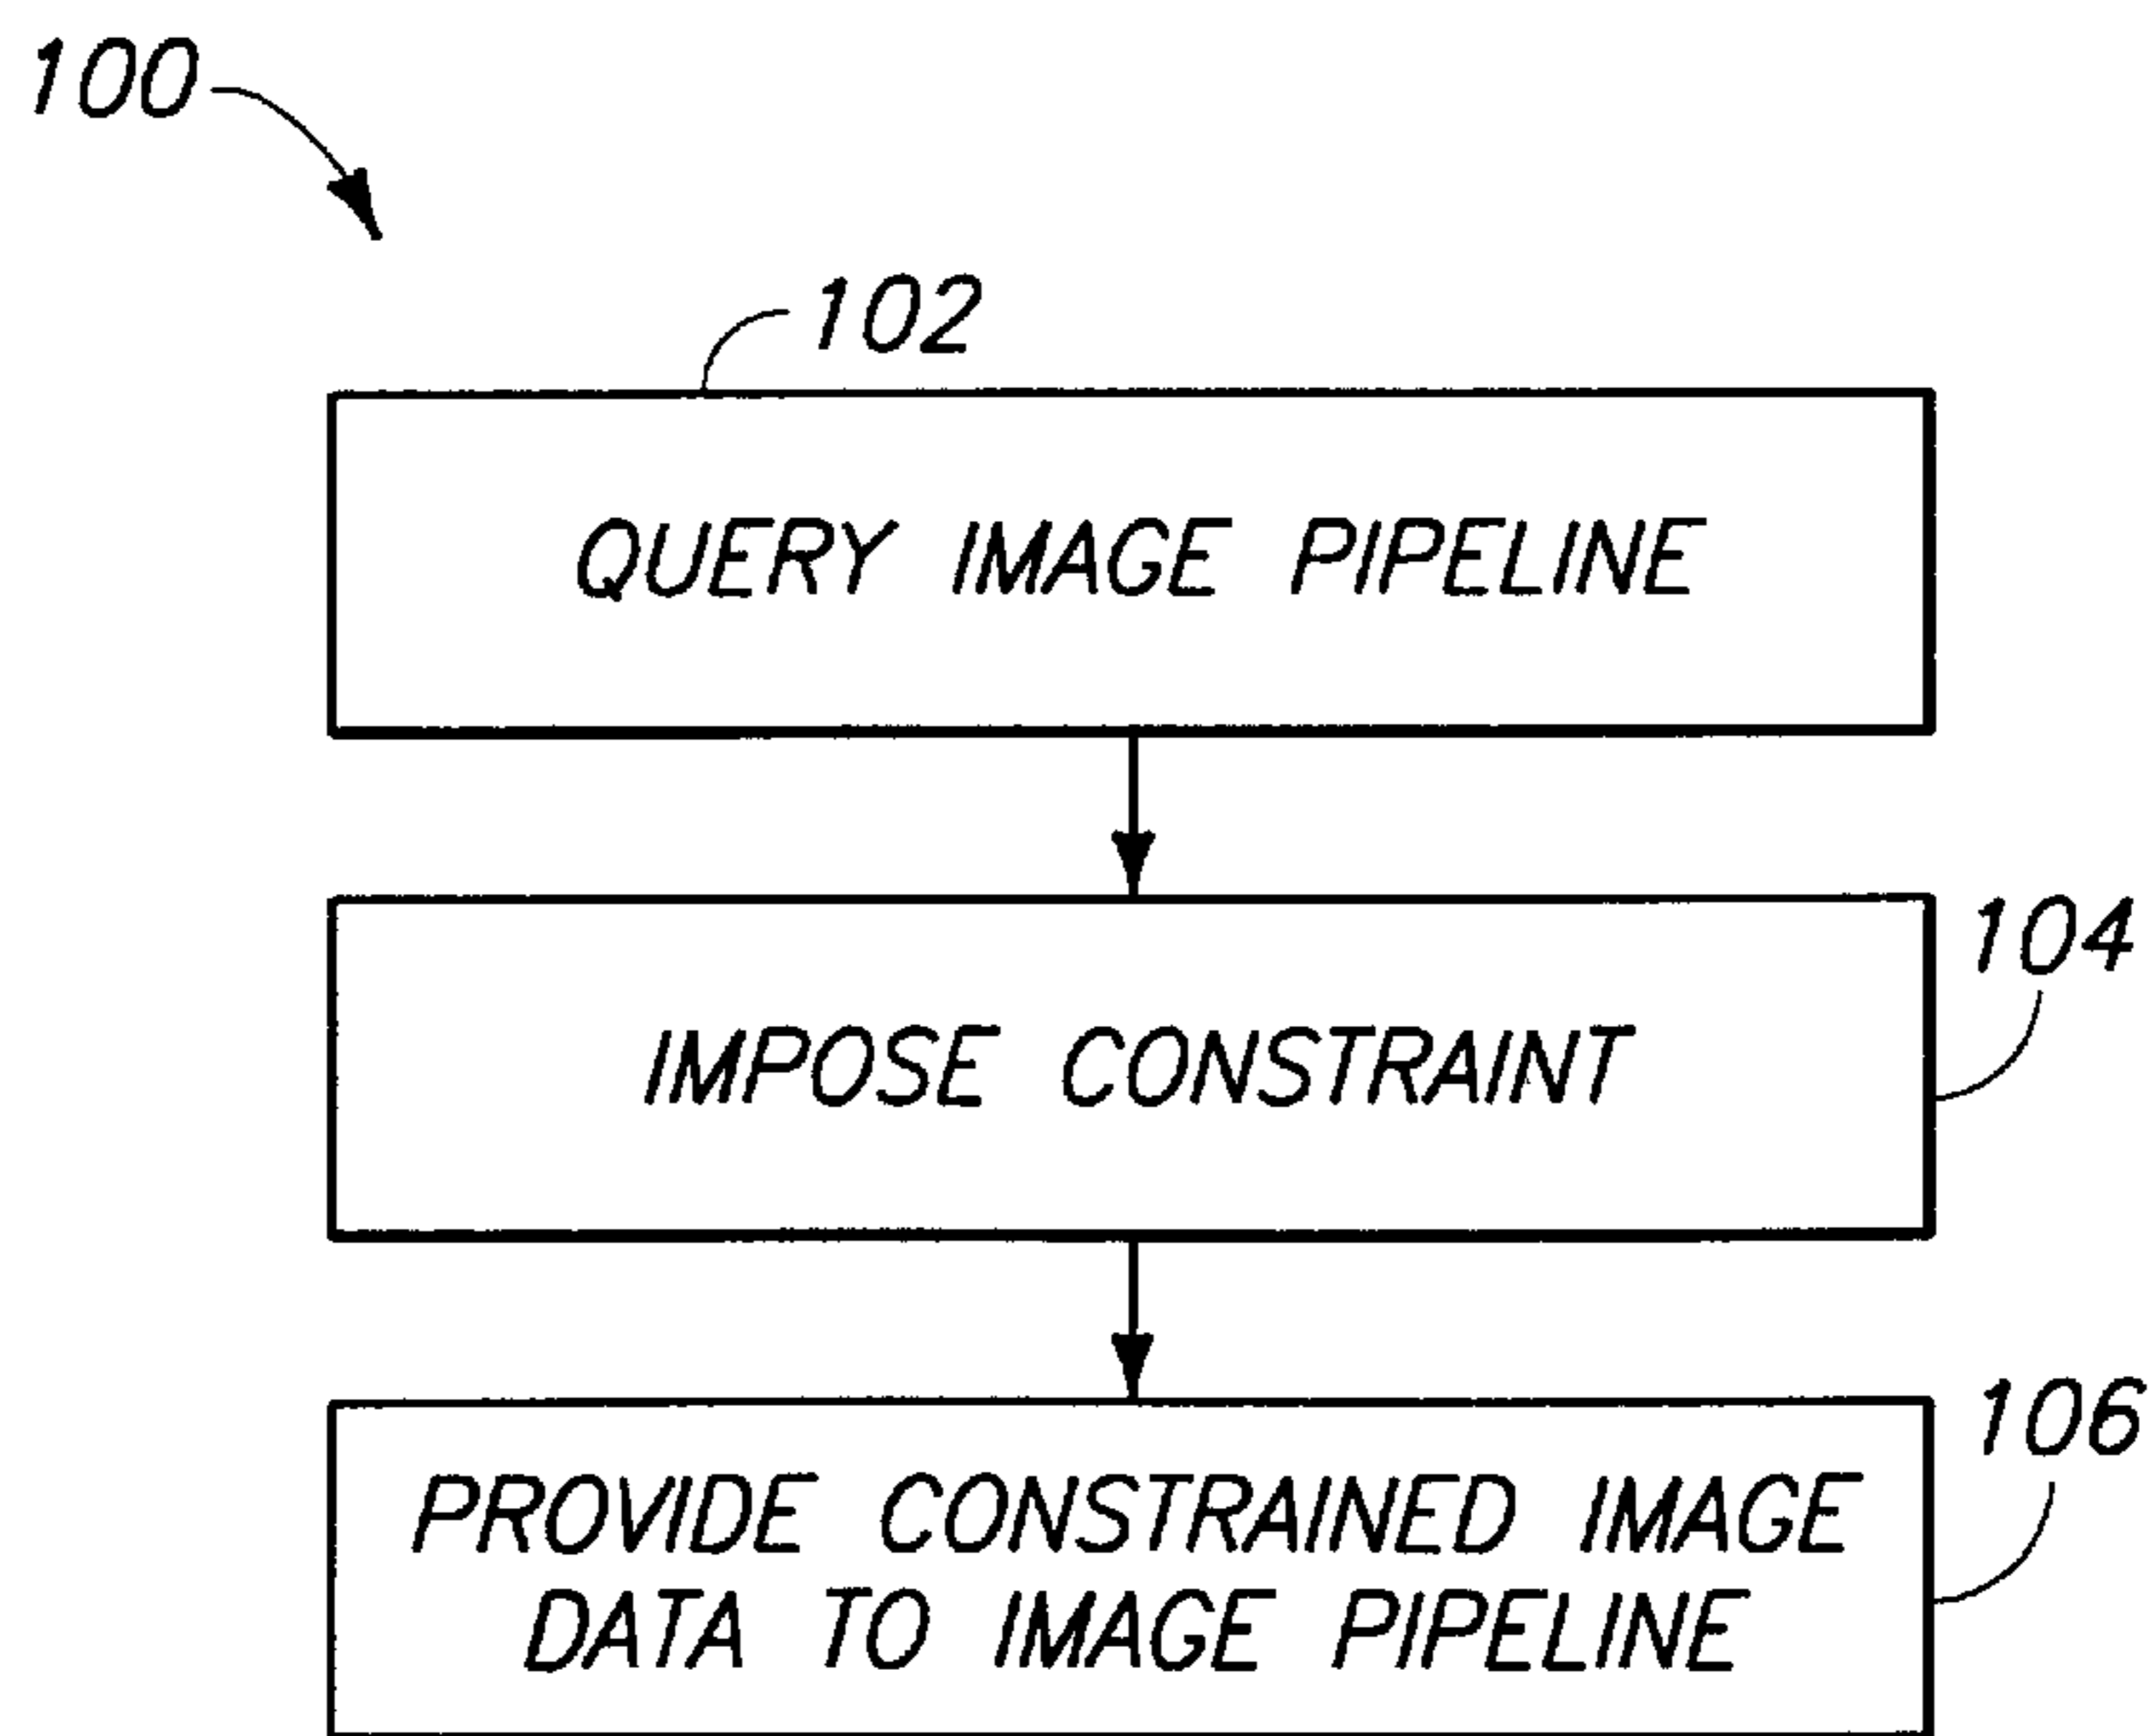 100
102
QUERY IMAGE PIPELINE
104
IMPOSE CONSTRAINT
106
PROVIDE CONSTRAINED IMAGE
DATA TO IMAGE PIPELINE